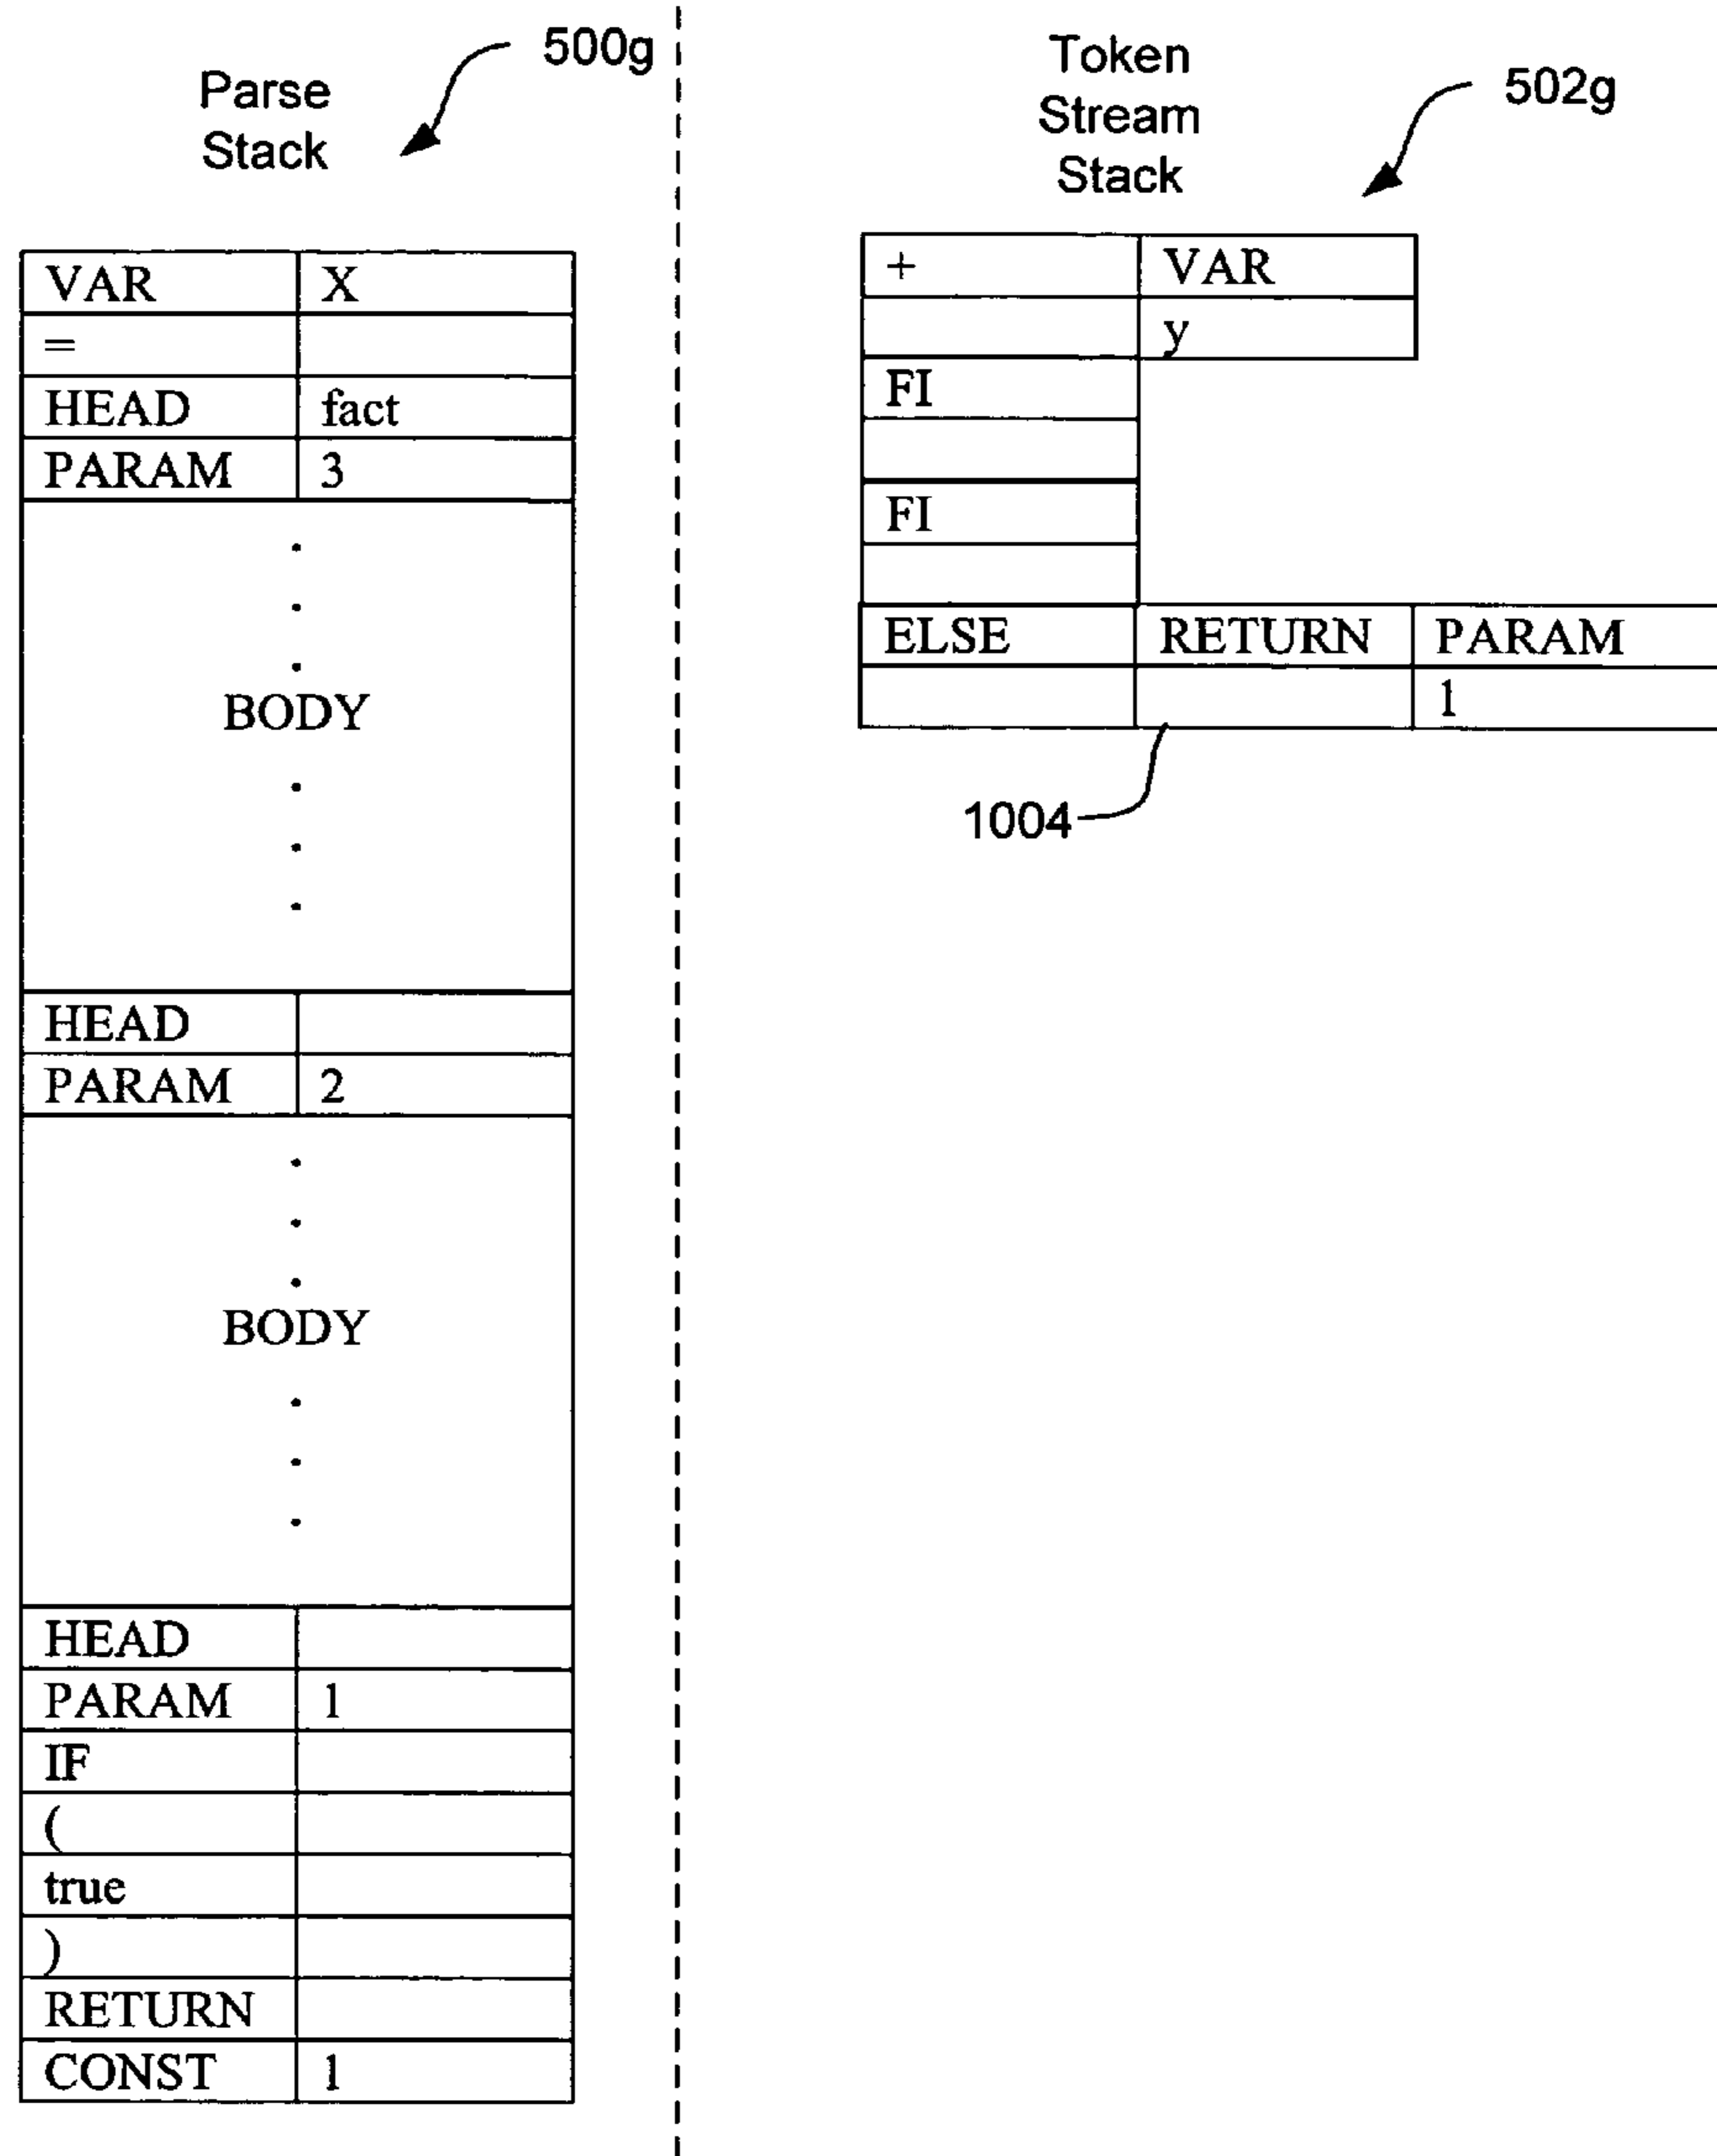 Parse
Stack
500g
VAR X
=
HEAD fact
PARAM 3
.
.
.
BODY
.
.
.
HEAD
PARAM 2
.
.
.
BODY
.
.
.
HEAD
PARAM 1
IF
(
true
)
RETURN
CONST 1
Token
Stream
Stack
502g
+ VAR
y
FI
FI
ELSE RETURN PARAM
1
1004